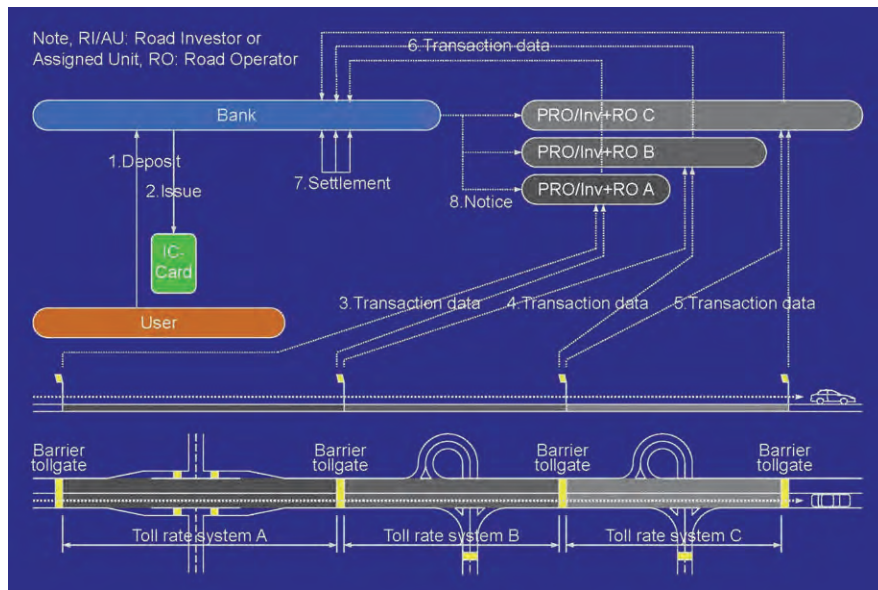 Note, RI/AU: Road Investor or
Assigned Unit, RO: Road Operator
6.Transaction data
Bank
PRO/Inv+RO C
PRO/Inv+RO B
PRO/Inv+RO A
1.Deposit
2.Issue
7.Settlement
8.Notice
IC-
Card
3.Transaction data
4.Transaction data
5.Transaction data
User
Barrier
tollgate
Barrier
tollgate
Barrier
tollgate
Barrier
tollgate
Toll rate system A
Toll rate system B
Toll rate system C